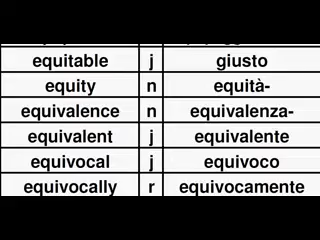 equitable j giusto
equity n equità-
equivalence n equivalenza-
equivalent j equivalente
equivocal j equivoco
equivocally r equivocamente